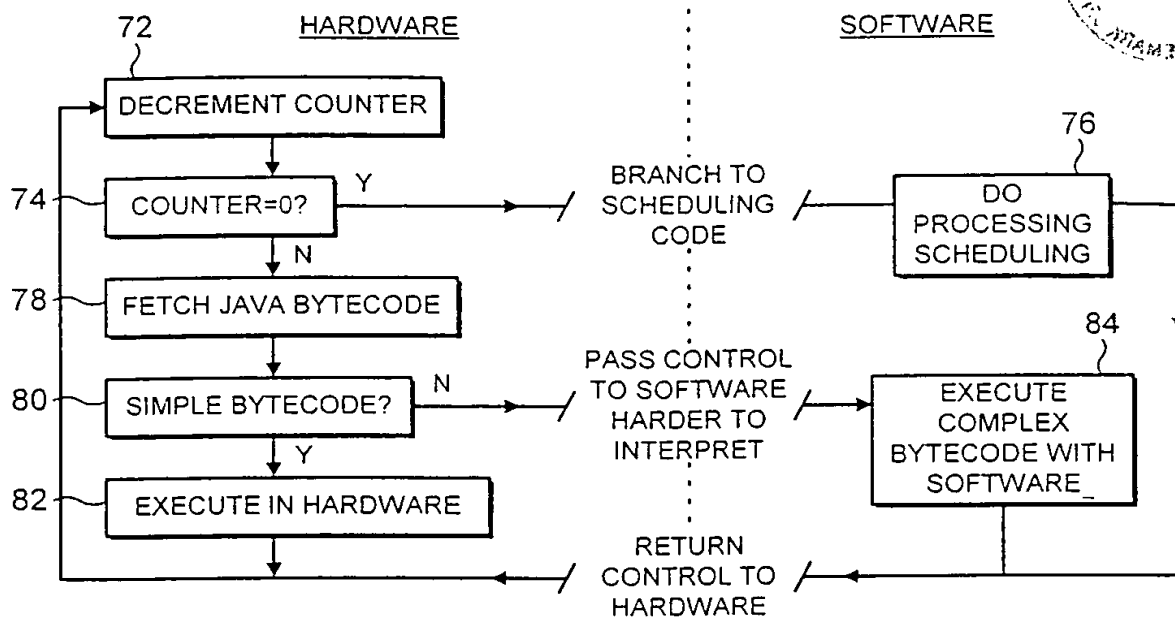 HARDWARE
SOFTWARE
72
DECREMENT COUNTER
76
74
COUNTER=0?
Y
BRANCH TO
SCHEDULING
CODE
DO
PROCESSING
SCHEDULING
N
78
FETCH JAVA BYTECODE
84
80
SIMPLE BYTECODE?
N
PASS CONTROL
TO SOFTWARE
HARDER TO
INTERPRET
EXECUTE
COMPLEX
BYTECODE WITH
SOFTWARE_
Y
82
EXECUTE IN HARDWARE
RETURN
CONTROL TO
HARDWARE